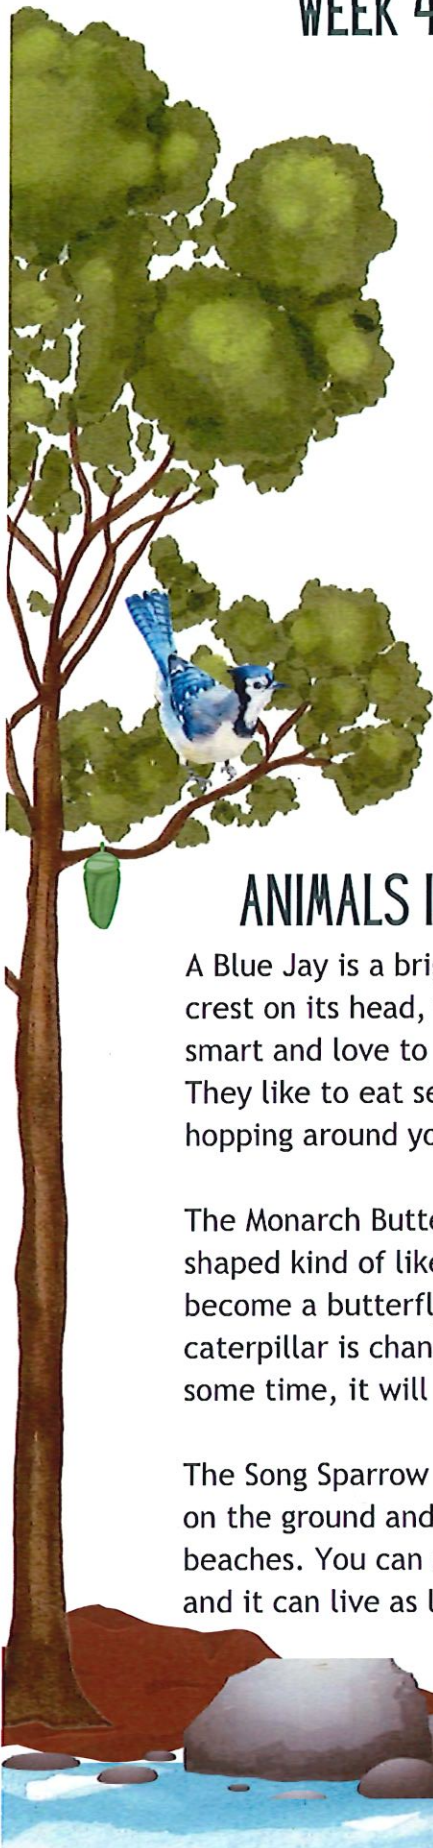 WEEK 4
ANIMALS I
A Blue Jay is a bri
crest on its head,
smart and love to
They like to eat se
hopping around yo
The Monarch Butte
shaped kind of like
become a butterfl
caterpillar is chan
some time, it will
The Song Sparrow
on the ground and
beaches. You can
and it can live as l